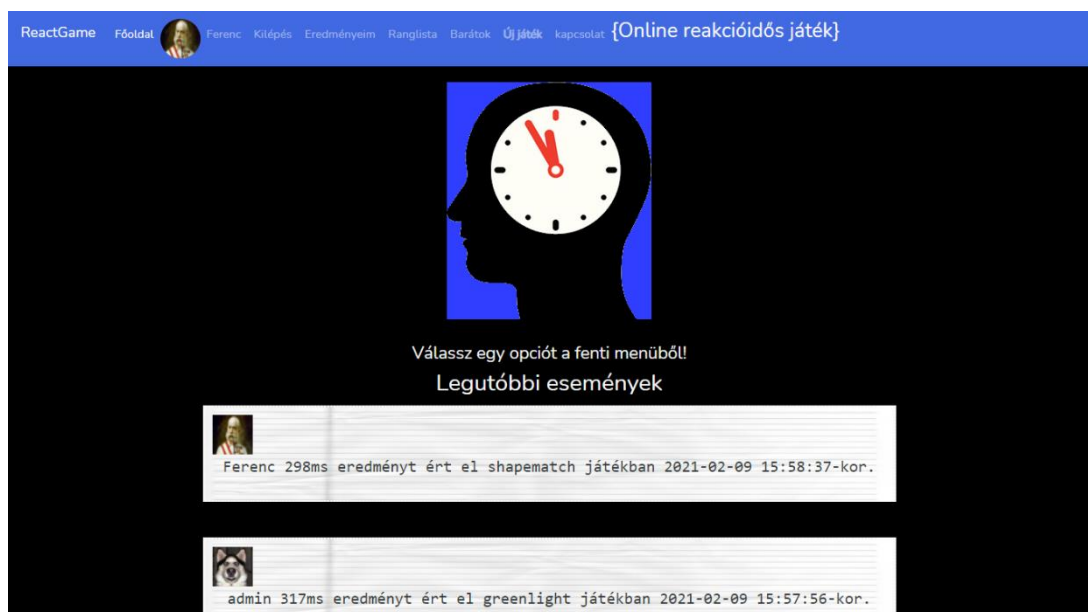 ReactGame Főoldal Ferenc Kilépés Eredményeim Ranglista Barátok Új játék kapcsolat {Online reakcióidős játék}
Válassz egy opciót a fenti menüből!
Legutóbbi események
Ferenc 298ms eredményt ért el shapematch játékban 2021-02-09 15:58:37-kor.
admin 317ms eredményt ért el greenlight játékban 2021-02-09 15:57:56-kor.